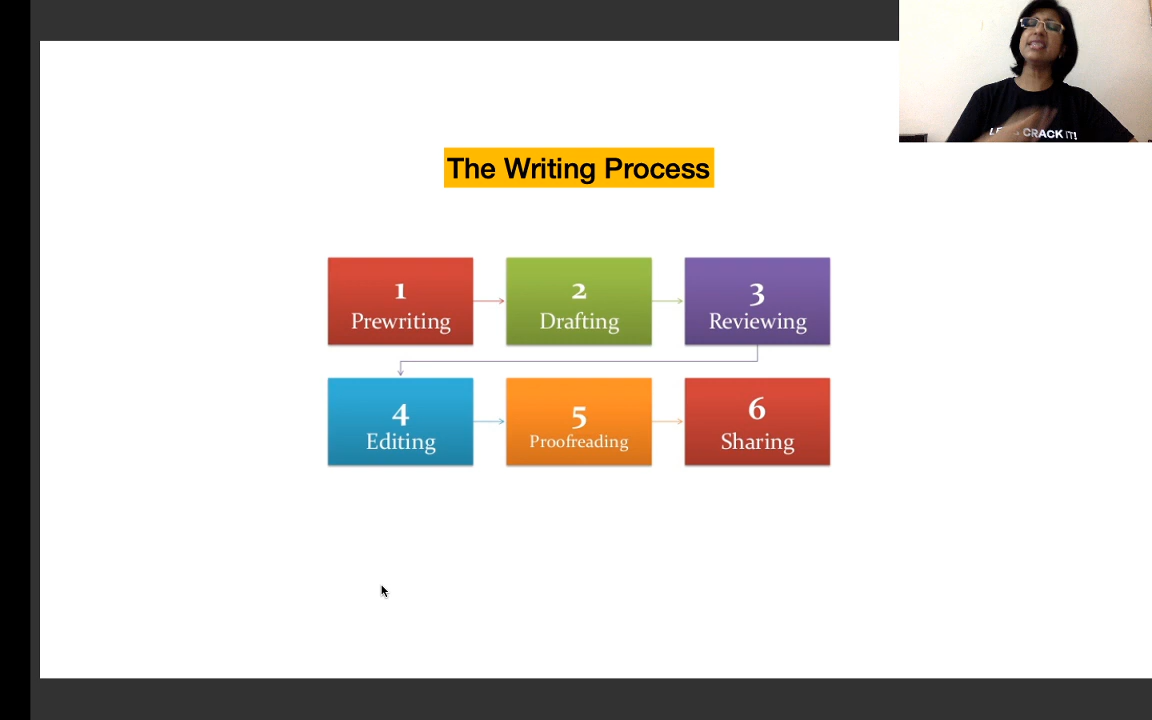 The Writing Process
1
Prewriting
2
Drafting
3
Reviewing
4
Editing
5
Proofreading
6
Sharing
CRACK IT!